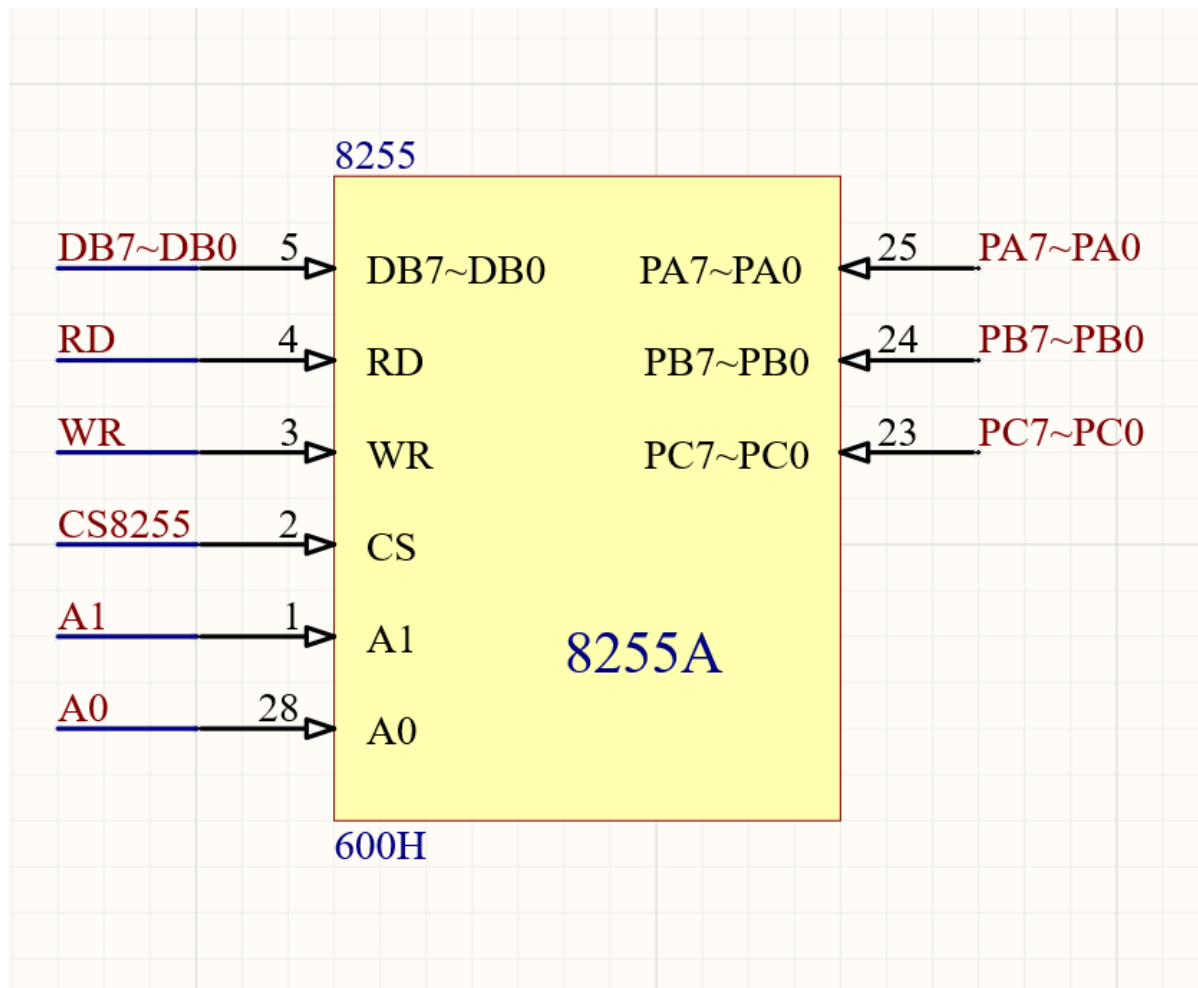 8255
DB7~DB0 5 DB7~DB0 PA7~PA0 25 PA7~PA0
RD 4 RD PB7~PB0 24 PB7~PB0
WR 3 WR PC7~PC0 23 PC7~PC0
CS8255 2 CS
A1 1 A1
8255A
A0 28 A0
600H